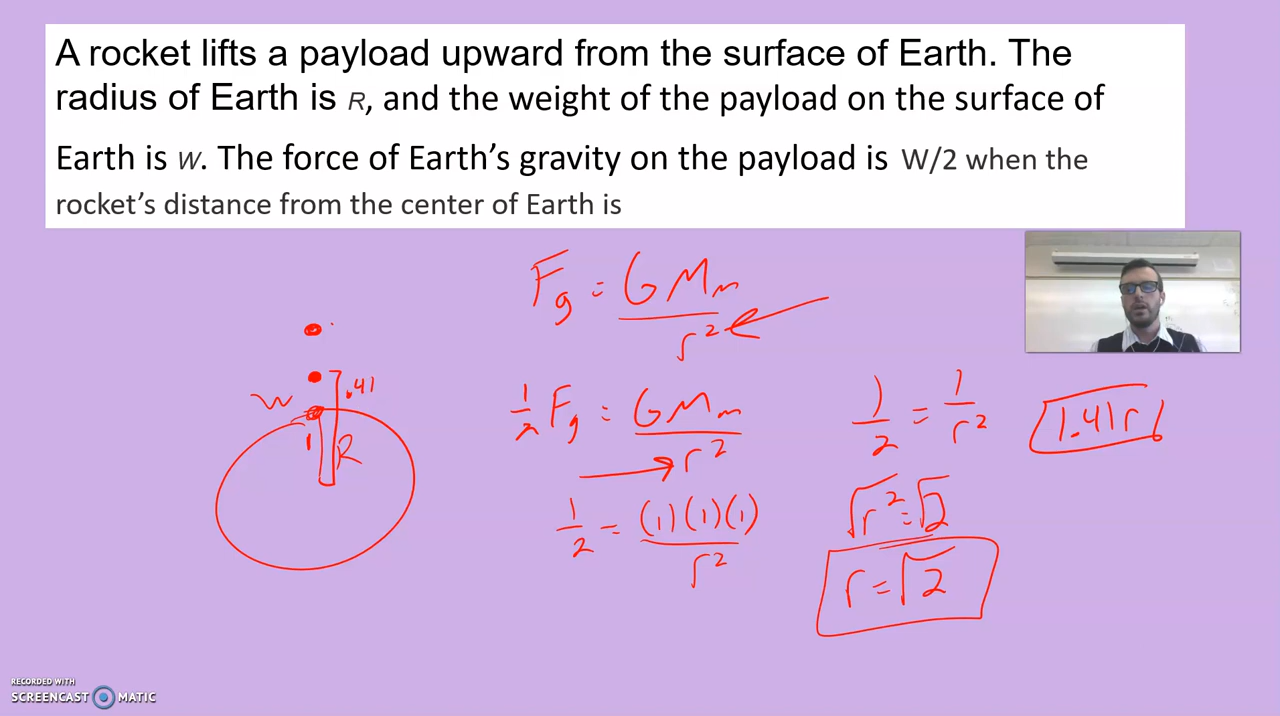 A rocket lifts a payload upward from the surface of Earth. The
radius of Earth is R, and the weight of the payload on the surface of
Earth is W. The force of Earth's gravity on the payload is W/2 when the
rocket's distance from the center of Earth is
Fg = GMm
r²
W
.41
1
R
½ Fg = GMm
r²
½ = (1)(1)(1)
r²
½ = 1/r²
√r² = √2
r = √2
1.41r
RECORDED WITH
SCREENCAST MATIC